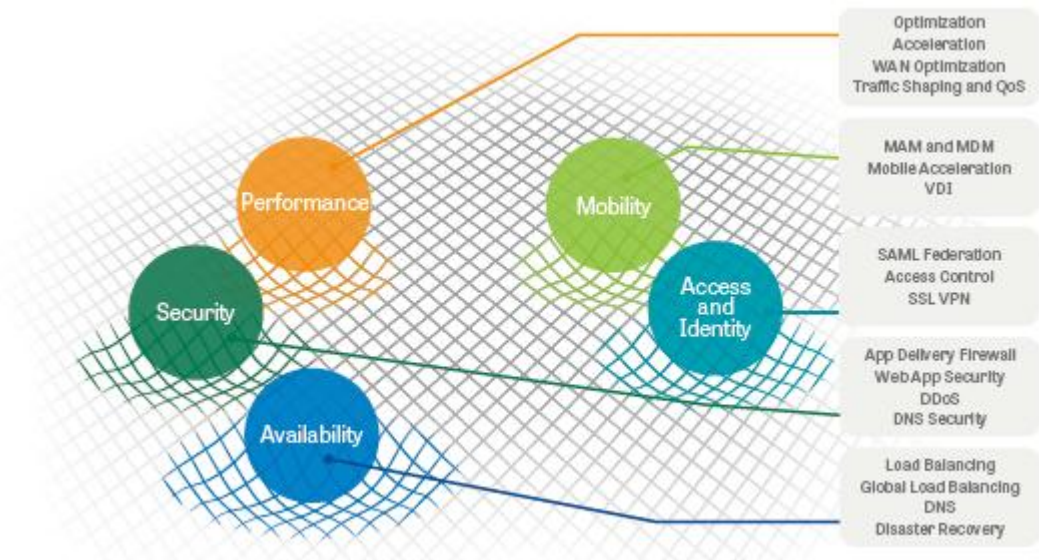 Performance
Mobility
Security
Access
and
Identity
Availability
Optimization
Acceleration
WAN Optimization
Traffic Shaping and QoS
MAM and MDM
Mobile Acceleration
VDI
SAML Federation
Access Control
SSL VPN
App Delivery Firewall
Web App Security
DDoS
DNS Security
Load Balancing
Global Load Balancing
DNS
Disaster Recovery